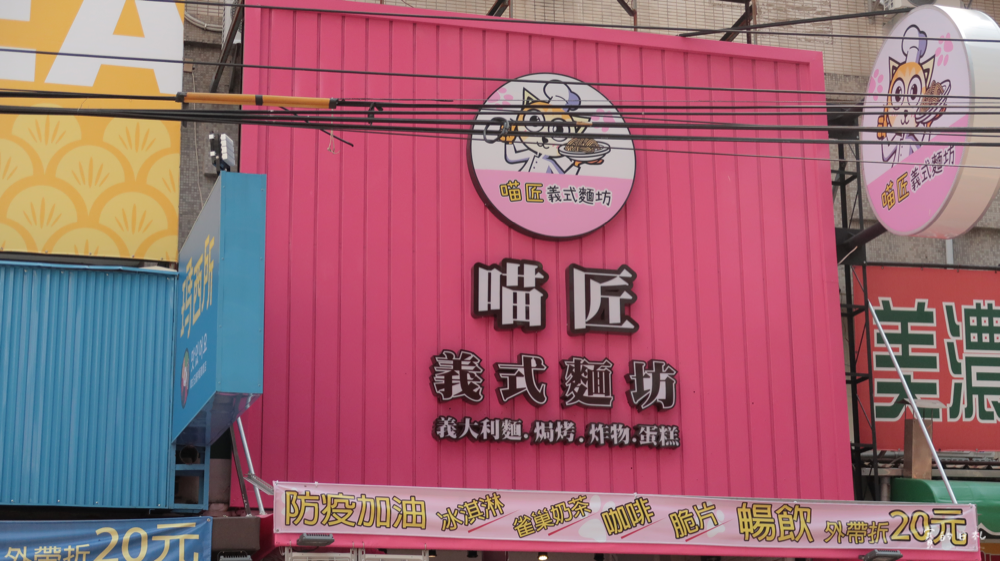 EA
喵匠義式麵坊
喵匠義式麵坊
喵匠
義式麵坊
義大利麵.焗烤.炸物.蛋糕
美濃
防疫加油 冰淇淋 雀巢奶茶 咖啡 脆片 暢飲 外帶折20元
外帶折20元